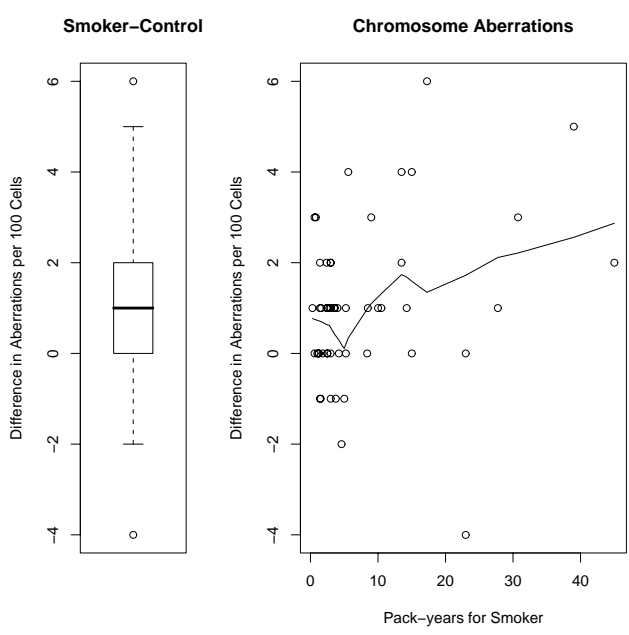 Smoker−Control
Difference in Aberrations per 100 Cells
6
4
2
0
−2
−4
Chromosome Aberrations
Difference in Aberrations per 100 Cells
6
4
2
0
−2
−4
0 10 20 30 40
Pack−years for Smoker